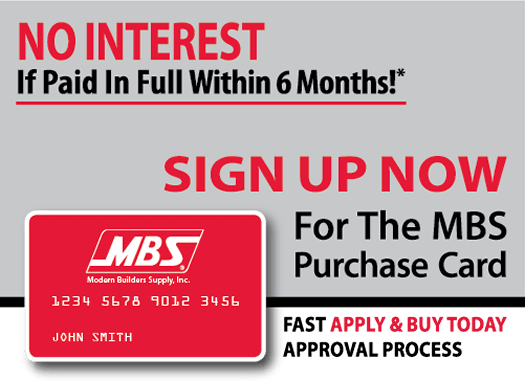 NO INTEREST
If Paid In Full Within 6 Months!*
SIGN UP NOW
For The MBS
Purchase Card
MBS®
Modern Builders Supply, Inc.
1234 5678 9012 3456
JOHN SMITH
FAST APPLY & BUY TODAY
APPROVAL PROCESS